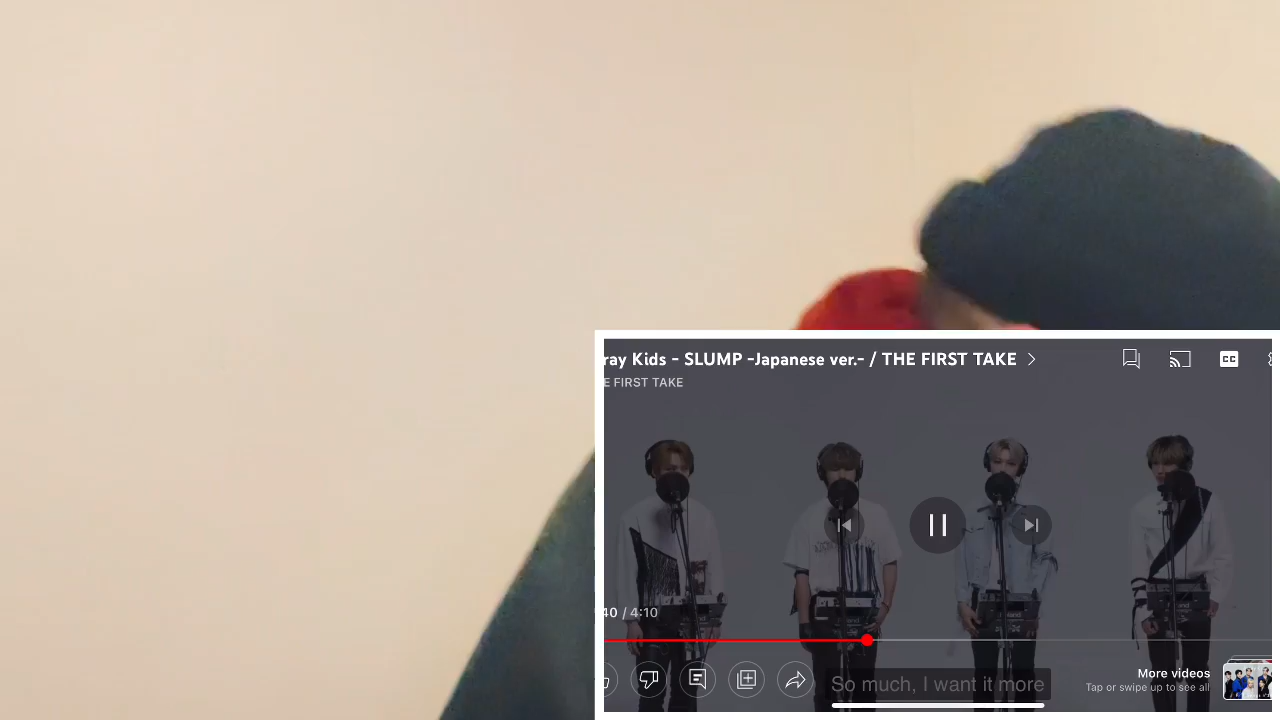 ray Kids - SLUMP -Japanese ver.- / THE FIRST TAKE
E FIRST TAKE
CC
40 / 4:10
So much, I want it more
More videos
Tap or swipe up to see all